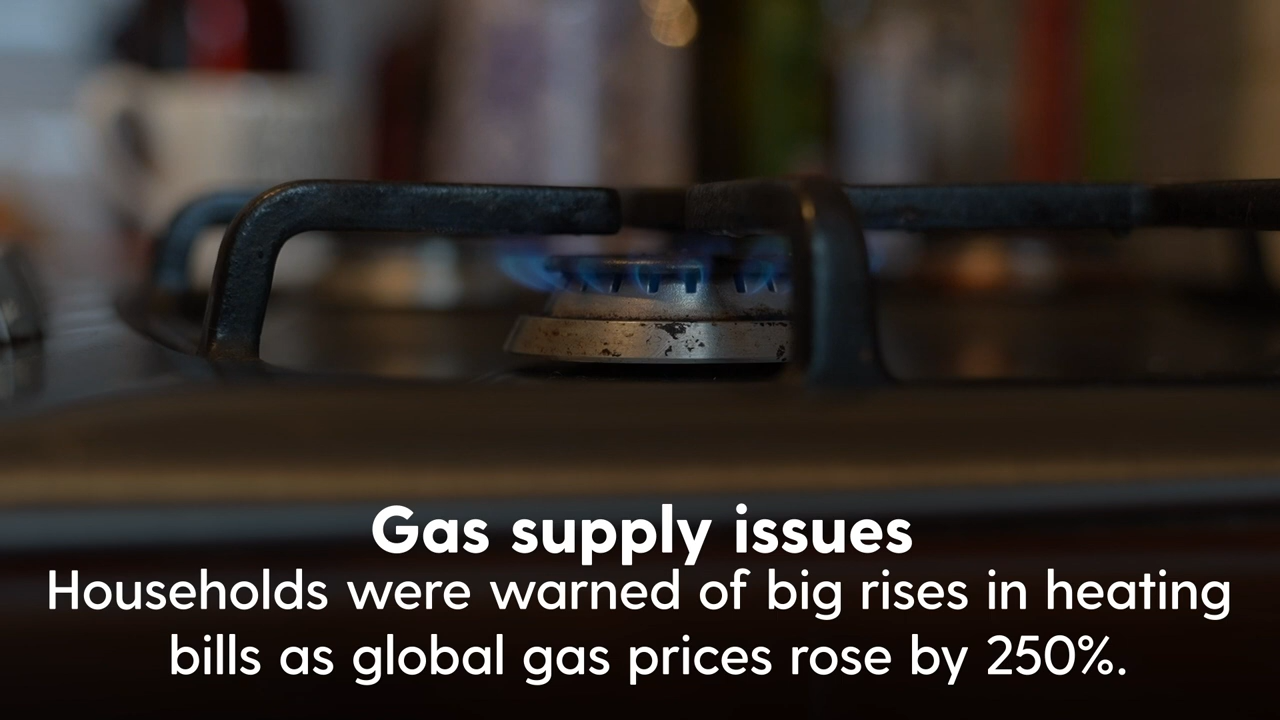 Gas supply issues
Households were warned of big rises in heating
bills as global gas prices rose by 250%.